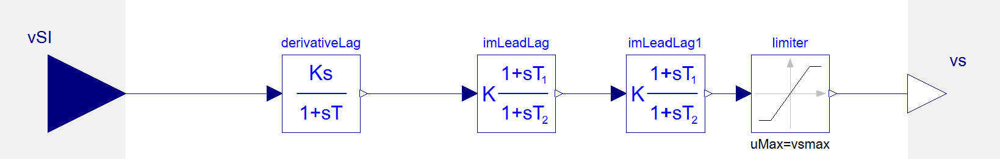 vSI
derivativeLag
Ks
1+sT
imLeadLag
K
1+sT1
1+sT2
imLeadLag1
K
1+sT1
1+sT2
limiter
uMax=vsmax
vs